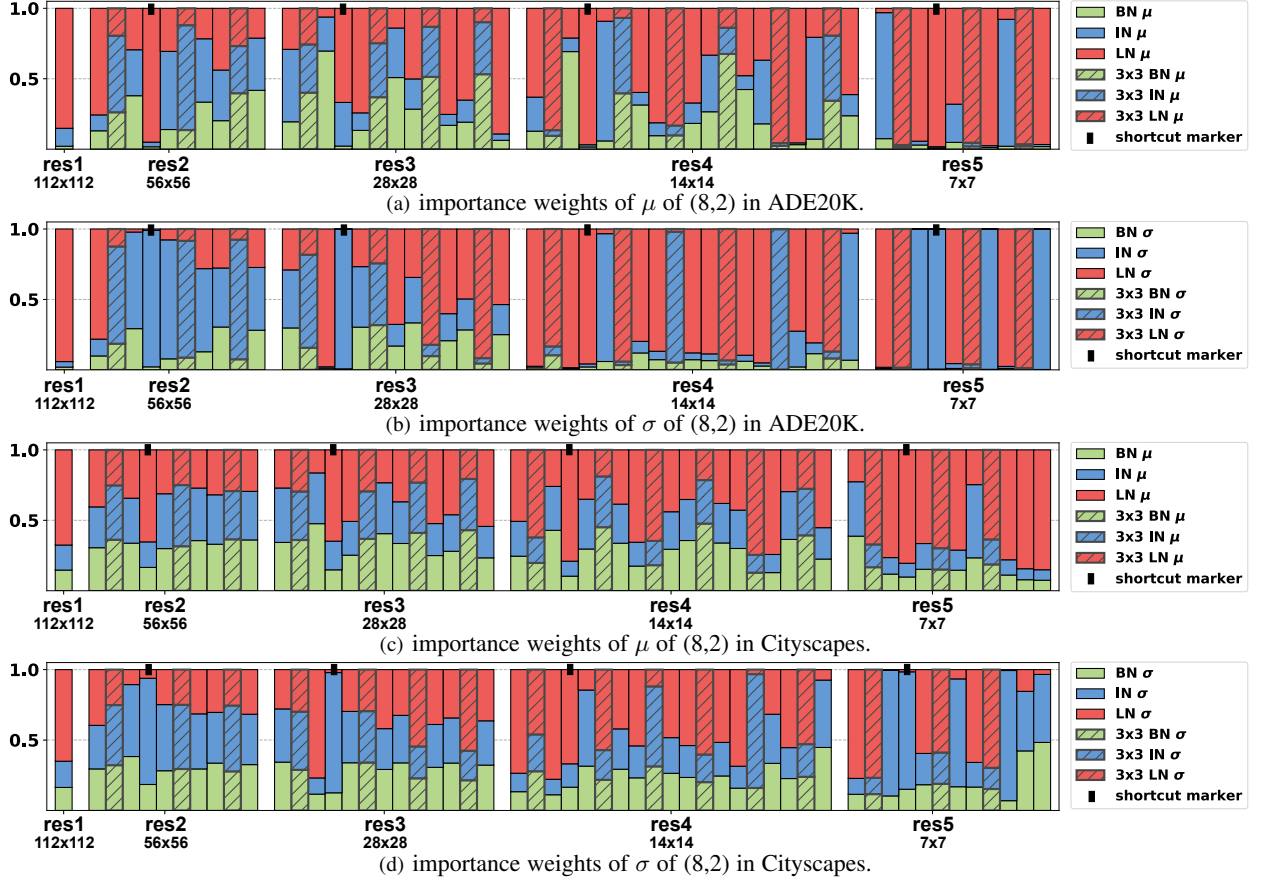 1.0
0.5
res1
112x112
res2
56x56
res3
28x28
res4
14x14
res5
7x7
BN μ
IN μ
LN μ
3x3 BN μ
3x3 IN μ
3x3 LN μ
shortcut marker
(a) importance weights of μ of (8,2) in ADE20K.
1.0
0.5
res1
112x112
res2
56x56
res3
28x28
res4
14x14
res5
7x7
BN σ
IN σ
LN σ
3x3 BN σ
3x3 IN σ
3x3 LN σ
shortcut marker
(b) importance weights of σ of (8,2) in ADE20K.
1.0
0.5
res1
112x112
res2
56x56
res3
28x28
res4
14x14
res5
7x7
BN μ
IN μ
LN μ
3x3 BN μ
3x3 IN μ
3x3 LN μ
shortcut marker
(c) importance weights of μ of (8,2) in Cityscapes.
1.0
0.5
res1
112x112
res2
56x56
res3
28x28
res4
14x14
res5
7x7
BN σ
IN σ
LN σ
3x3 BN σ
3x3 IN σ
3x3 LN σ
shortcut marker
(d) importance weights of σ of (8,2) in Cityscapes.